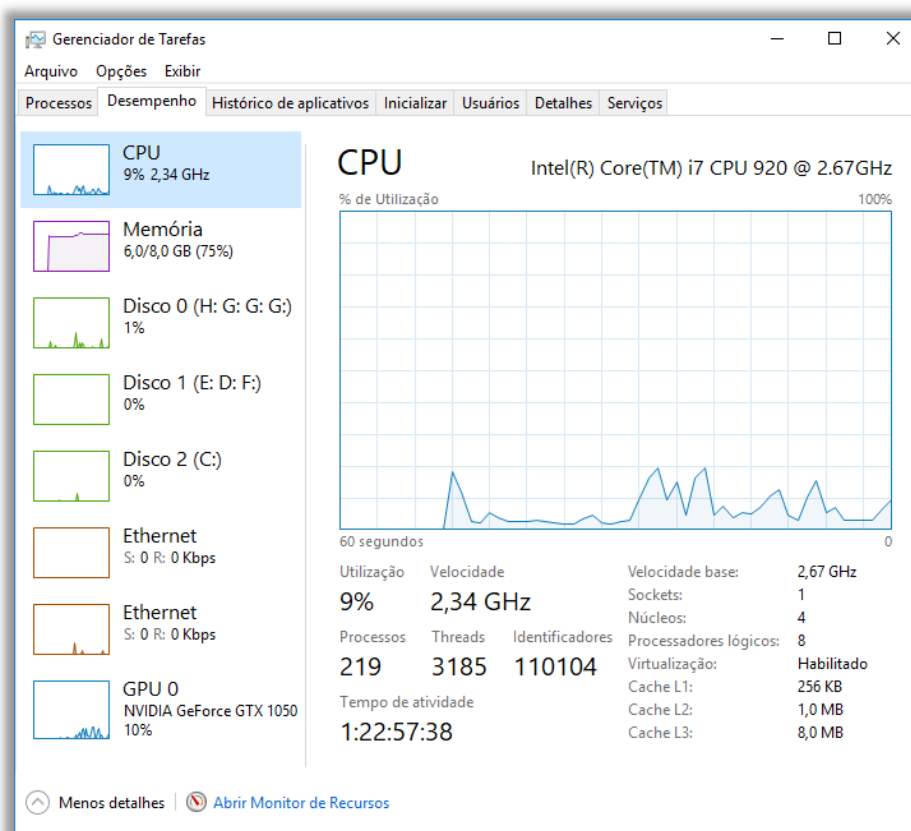 Gerenciador de Tarefas
Arquivo Opções Exibir
Processos Desempenho Histórico de aplicativos Inicializar Usuários Detalhes Serviços
CPU
9% 2,34 GHz
Memória
6,0/8,0 GB (75%)
Disco 0 (H: G: G: G:)
1%
Disco 1 (E: D: F:)
0%
Disco 2 (C:)
0%
Ethernet
S: 0 R: 0 Kbps
Ethernet
S: 0 R: 0 Kbps
GPU 0
NVIDIA GeForce GTX 1050
10%
CPU Intel(R) Core(TM) i7 CPU 920 @ 2.67GHz
% de Utilização 100%
60 segundos 0
Utilização Velocidade
9% 2,34 GHz
Processos Threads Identificadores
219 3185 110104
Tempo de atividade
1:22:57:38
Velocidade base: 2,67 GHz
Sockets: 1
Núcleos: 4
Processadores lógicos: 8
Virtualização: Habilitado
Cache L1: 256 KB
Cache L2: 1,0 MB
Cache L3: 8,0 MB
Menos detalhes Abrir Monitor de Recursos